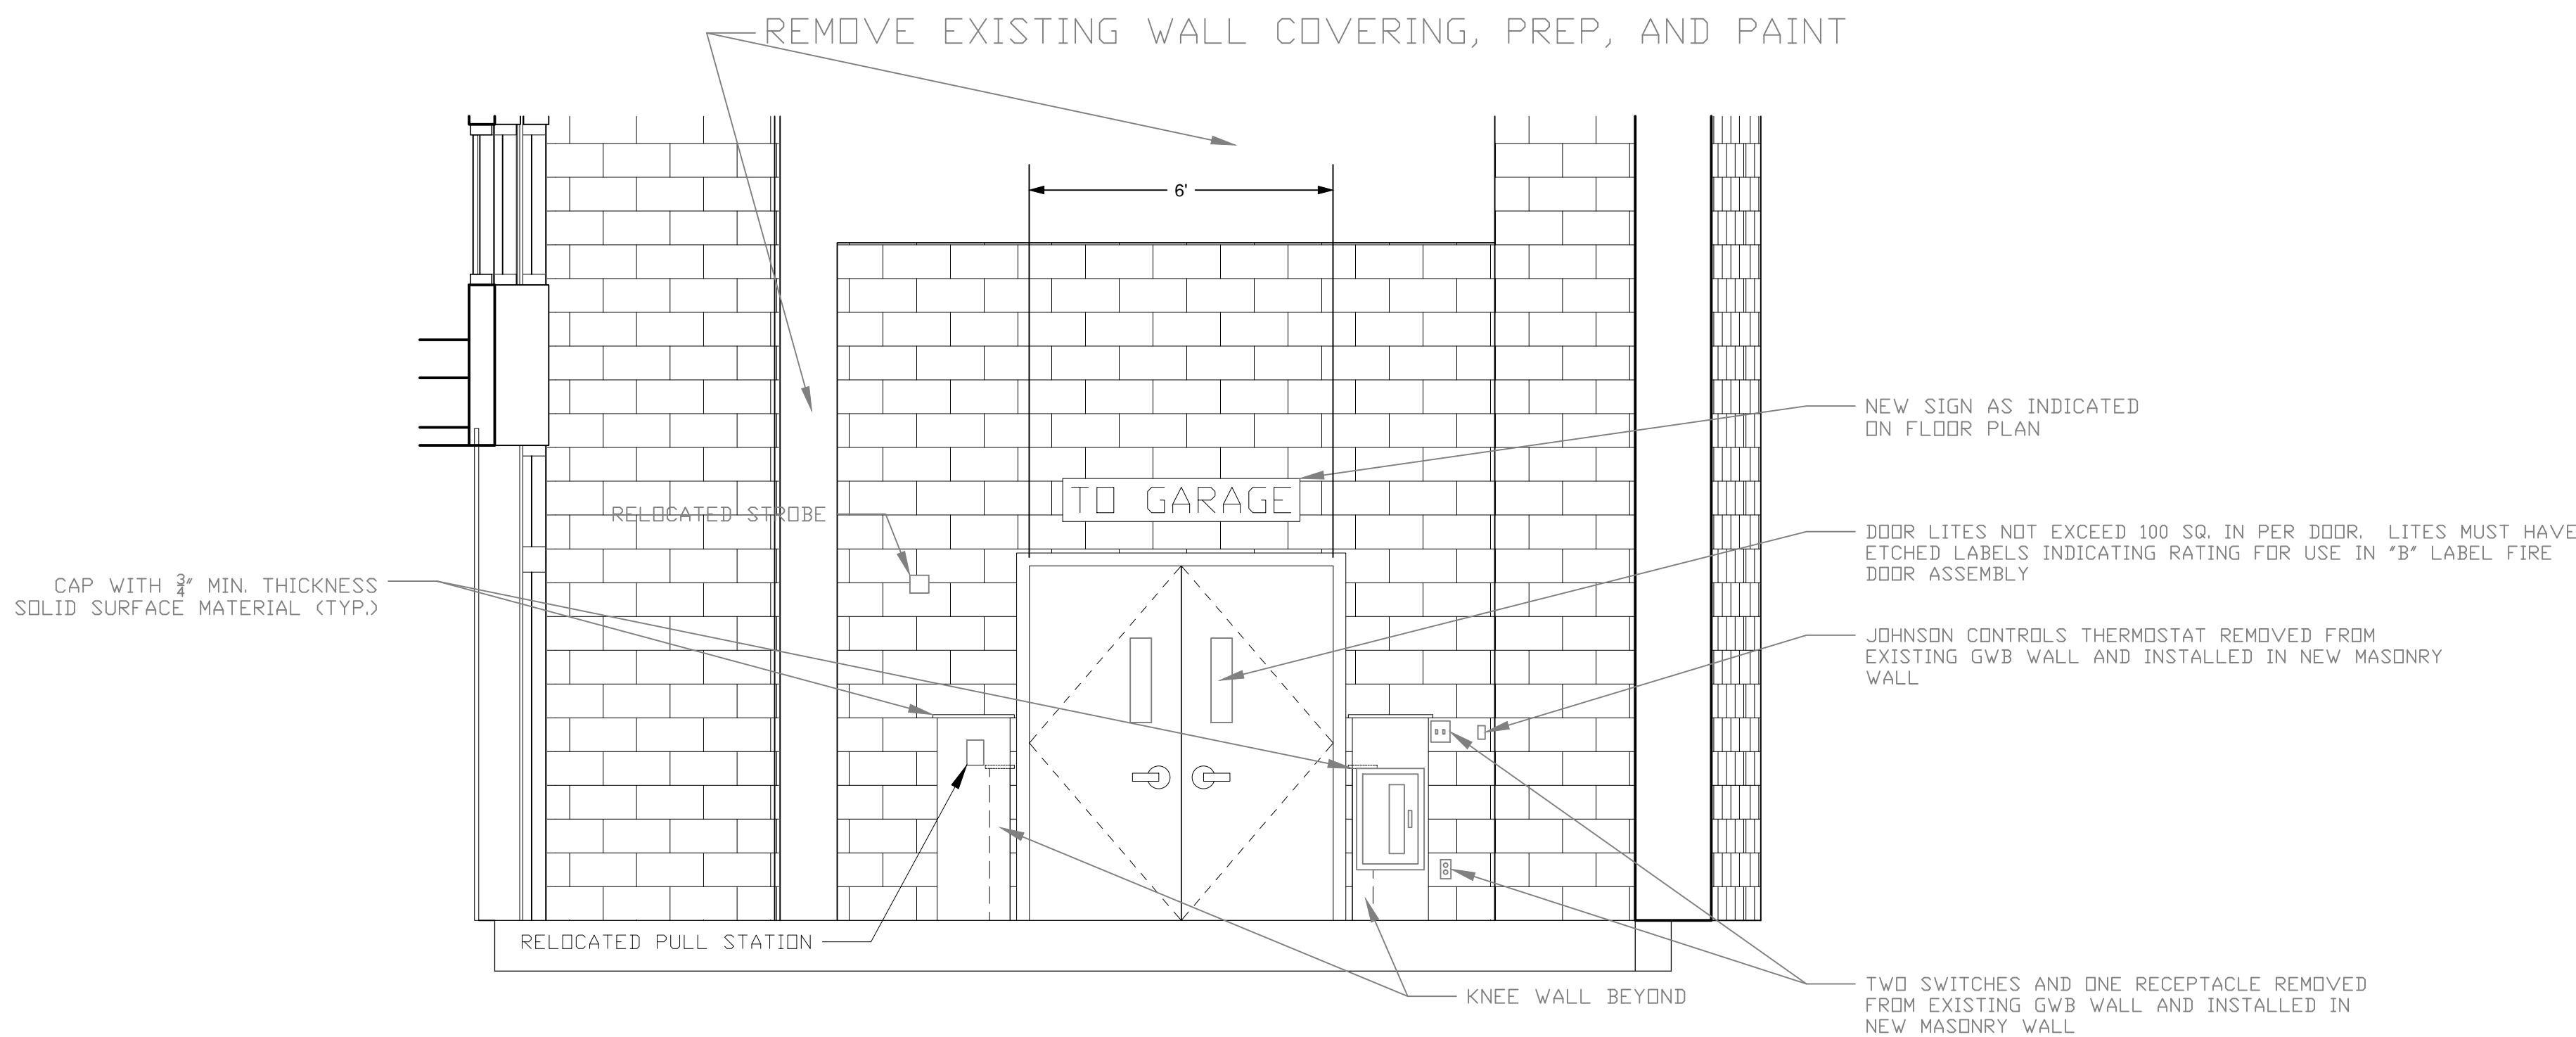 REMOVE EXISTING WALL COVERING, PREP, AND PAINT
6'
NEW SIGN AS INDICATED
ON FLOOR PLAN
TO GARAGE
RELOCATED STROBE
DOOR LITES NOT EXCEED 100 SQ. IN PER DOOR.  LITES MUST HAVE
ETCHED LABELS INDICATING RATING FOR USE IN "B" LABEL FIRE
DOOR ASSEMBLY
CAP WITH 3/4" MIN. THICKNESS
SOLID SURFACE MATERIAL (TYP.)
JOHNSON CONTROLS THERMOSTAT REMOVED FROM
EXISTING GWB WALL AND INSTALLED IN NEW MASONRY
WALL
RELOCATED PULL STATION
KNEE WALL BEYOND
TWO SWITCHES AND ONE RECEPTACLE REMOVED
FROM EXISTING GWB WALL AND INSTALLED IN
NEW MASONRY WALL